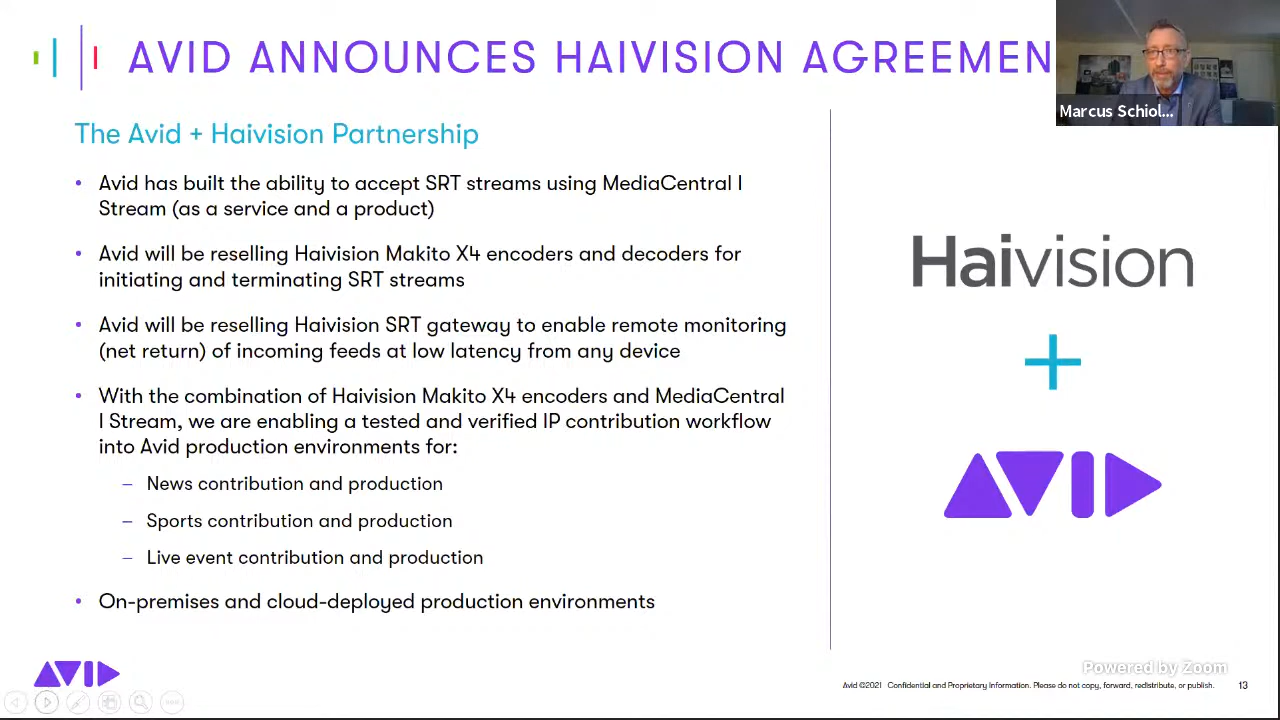 AVID ANNOUNCES HAIVISION AGREEMEN
Marcus Schiol...
The Avid + Haivision Partnership
• Avid has built the ability to accept SRT streams using MediaCentral |
Stream (as a service and a product)
• Avid will be reselling Haivision Makito X4 encoders and decoders for
initiating and terminating SRT streams
• Avid will be reselling Haivision SRT gateway to enable remote monitoring
(net return) of incoming feeds at low latency from any device
• With the combination of Haivision Makito X4 encoders and MediaCentral
| Stream, we are enabling a tested and verified IP contribution workflow
into Avid production environments for:
– News contribution and production
– Sports contribution and production
– Live event contribution and production
• On-premises and cloud-deployed production environments
Haivision
+
AVID
AVID
Powered by Zoom
Avid ©2021 Confidential and Proprietary Information. Please do not copy, forward, redistribute, or publish. 13